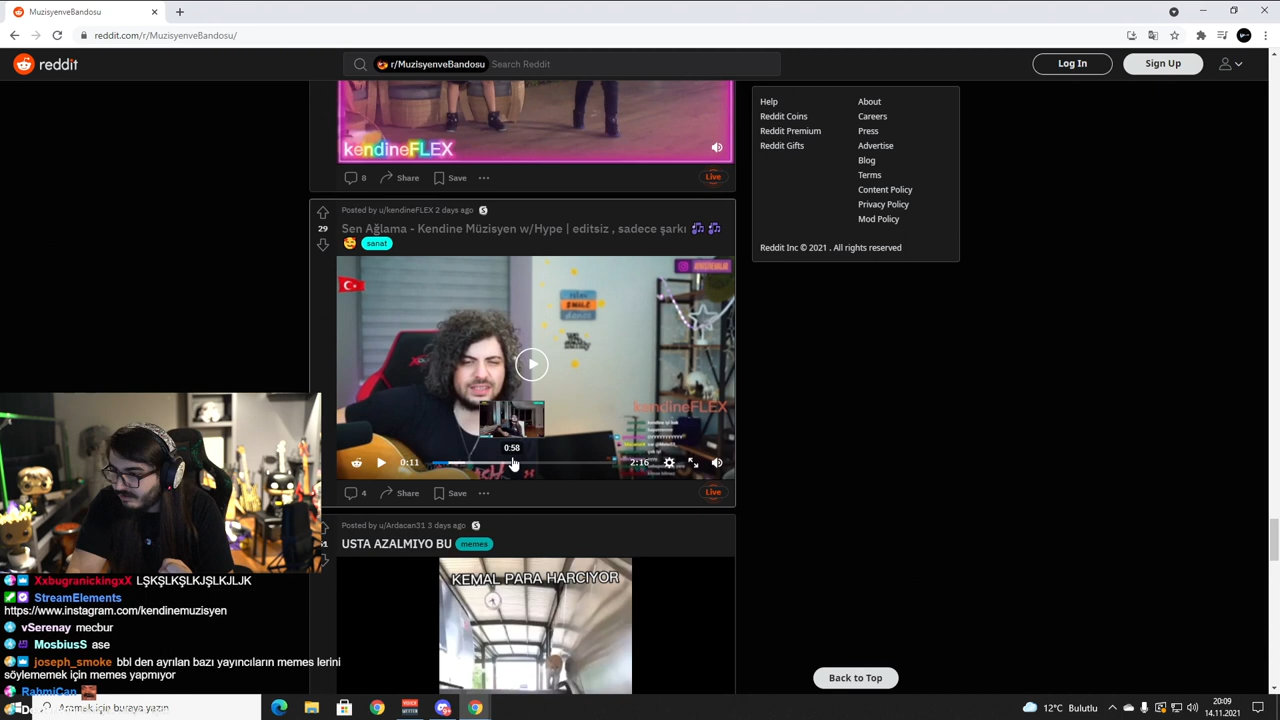 MuzisyenveBandosu
reddit.com/r/MuzisyenveBandosu/
reddit
r/MuzisyenveBandosu Search Reddit
Log In
Sign Up
kendineFLEX
8 Share Save
Live
Help
Reddit Coins
Reddit Premium
Reddit Gifts
About
Careers
Press
Advertise
Blog
Terms
Content Policy
Privacy Policy
Mod Policy
Reddit Inc © 2021 . All rights reserved
Posted by u/kendineFLEX 2 days ago
29
Sen Ağlama - Kendine Müzisyen w/Hype | editsiz , sadece şarkı
sanat
kendineFLEX
0:58
0:11
2:16
4 Share Save
Live
Posted by u/Ardacan31 3 days ago
USTA AZALMIYO BU memes
KEMAL PARA HARCIYOR
XxbugranickingxX LŞKŞLKŞLKJŞLKJLJK
StreamElements
https://www.instagram.com/kendinemuzisyen
vSerenay mecbur
MosbiusS ase
joseph_smoke bbl den ayrılan bazı yayıncıların memes lerini
söylememek için memes yapmıyor
RahmiCan
Back to Top
Aramak için buraya yazın
12°C Bulutlu
20:09
14.11.2021